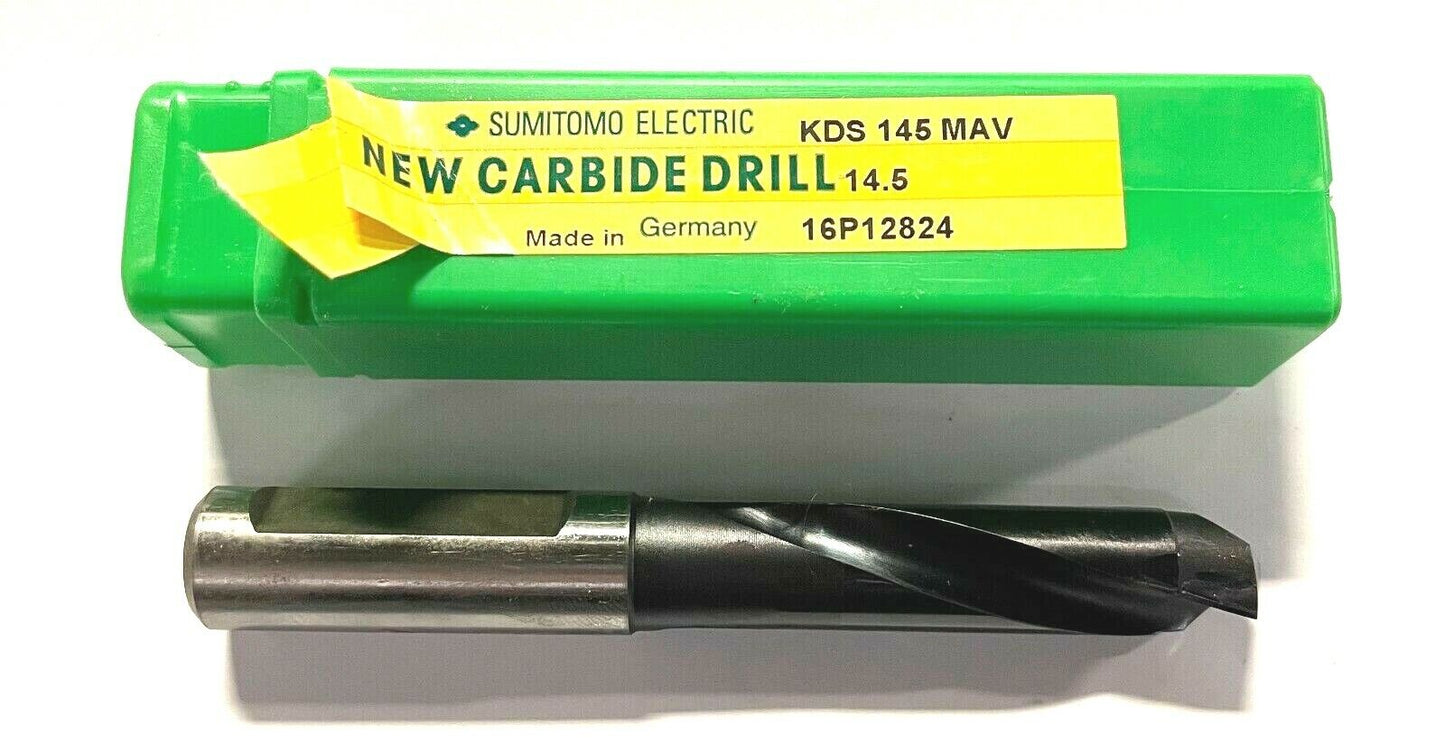 SUMITOMO ELECTRIC KDS 145 MAV
NEW CARBIDE DRILL 14.5
Made in Germany 16P12824